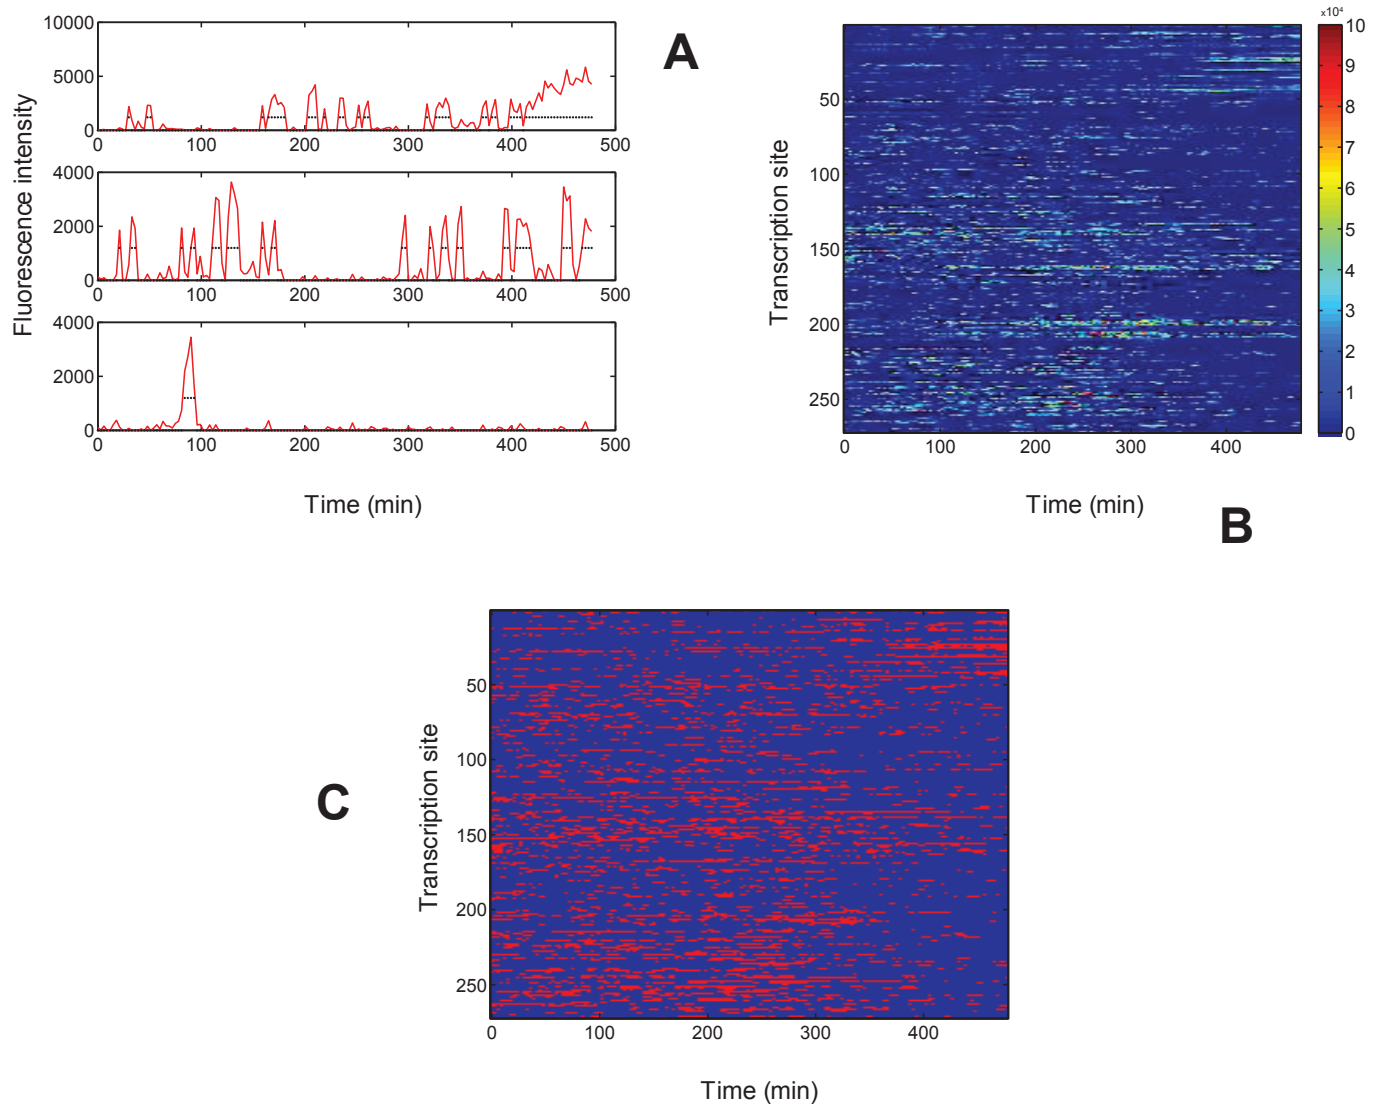 A
Fluorescence intensity
10000
5000
0
0 100 200 300 400 500
4000
2000
0
0 100 200 300 400 500
4000
2000
0
0 100 200 300 400 500
Time (min)
B
Transcription site
50
100
150
200
250
0 100 200 300 400
Time (min)
x10⁴
10
9
8
7
6
5
4
3
2
1
0
C
Transcription site
50
100
150
200
250
0 100 200 300 400
Time (min)